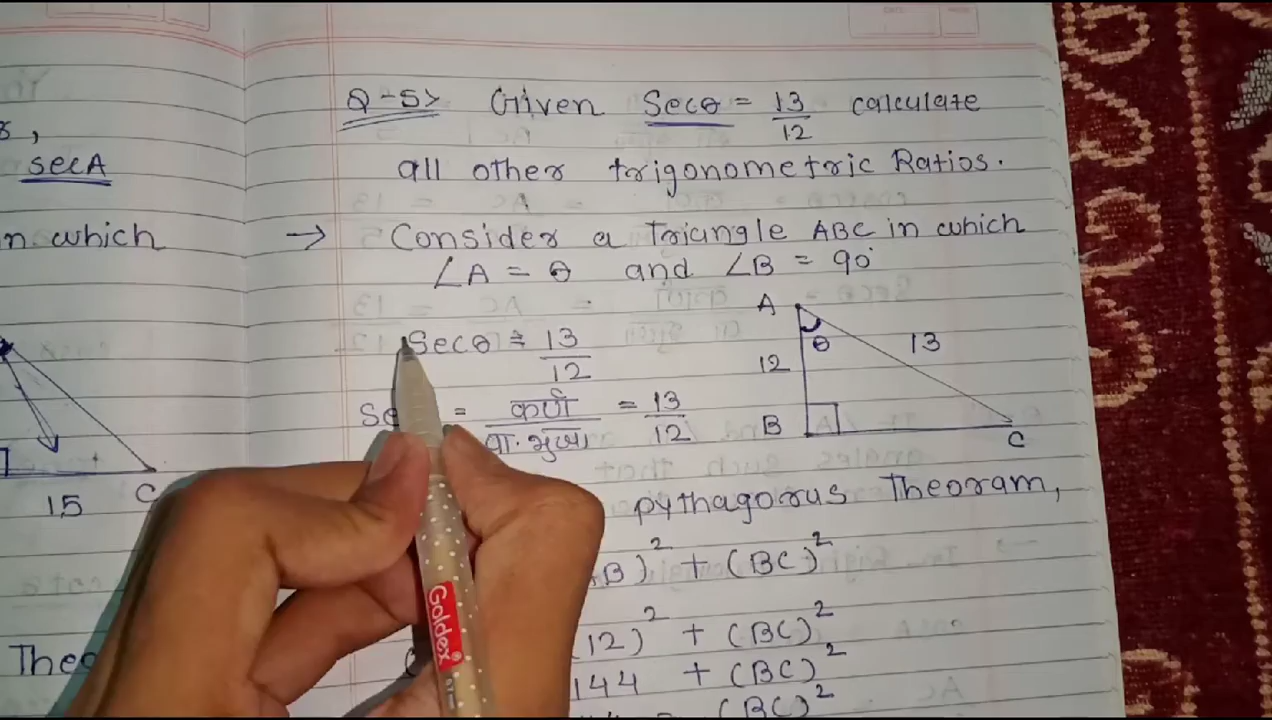 Q-5> Given Secθ = 13/12 calculate
all other trigonometric Ratios.
→ Consider a Triangle ABC in which
∠A = θ and ∠B = 90°
Secθ = 13/12
= कर्ण/पा.भुजा = 13/12
A
θ
12
13
B
C
pythagorus Theoram,
)² + (BC)²
(12)² + (BC)²
144 + (BC)²
(BC)²
secA
n which
15
C
Goldex